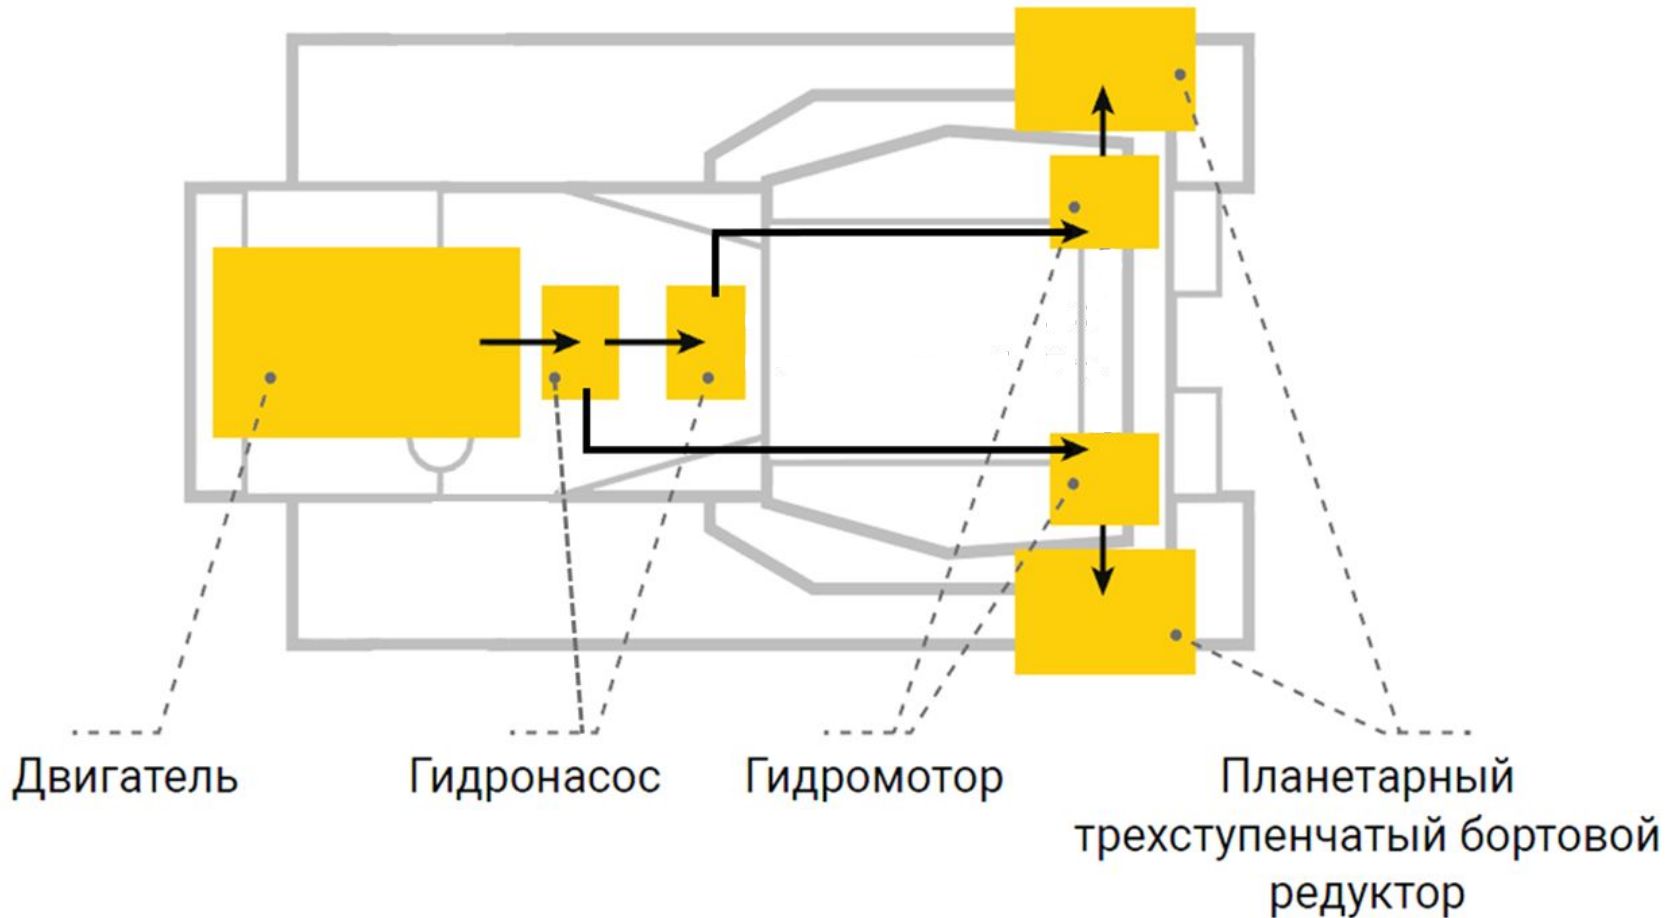 Двигатель
Гидронасос
Гидромотор
Планетарный
трехступенчатый бортовой
редуктор